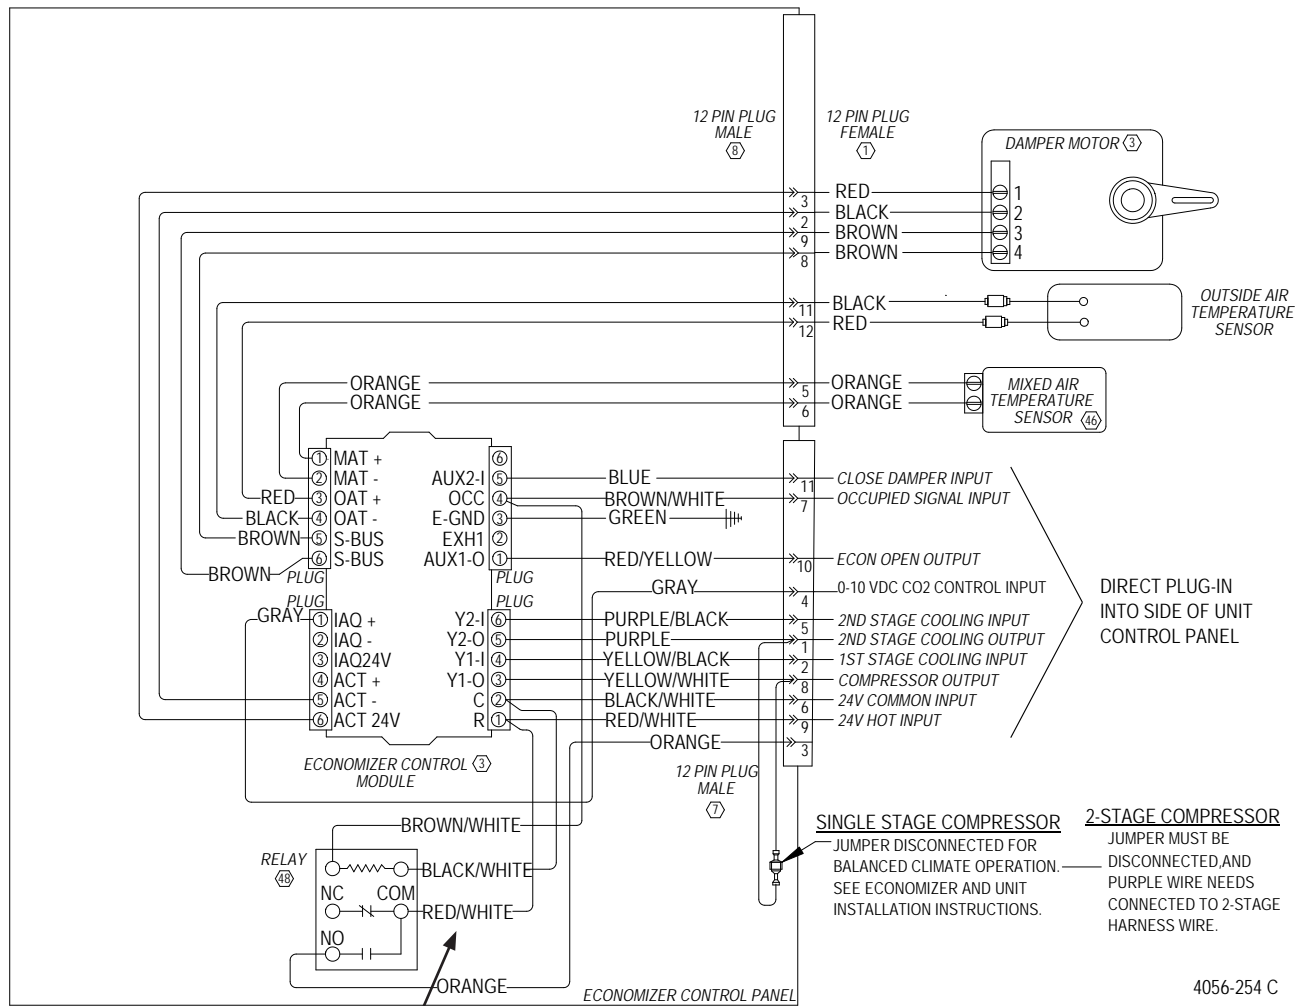 12 PIN PLUG
MALE
8
12 PIN PLUG
FEMALE
1
DAMPER MOTOR 3
3 RED 1
2 BLACK 2
9 BROWN 3
8 BROWN 4
11 BLACK
12 RED
OUTSIDE AIR
TEMPERATURE
SENSOR
ORANGE 5 ORANGE
ORANGE 6 ORANGE
MIXED AIR
TEMPERATURE
SENSOR 46
1 MAT +
2 MAT -
RED 3 OAT +
BLACK 4 OAT -
BROWN 5 S-BUS
BROWN 6 S-BUS
PLUG
PLUG
GRAY 1 IAQ +
2 IAQ -
3 IAQ24V
4 ACT +
5 ACT -
6 ACT 24V
6
AUX2-I 5 BLUE 11 CLOSE DAMPER INPUT
OCC 4 BROWN/WHITE 7 OCCUPIED SIGNAL INPUT
E-GND 3 GREEN
EXH1 2
AUX1-O 1 RED/YELLOW 10 ECON OPEN OUTPUT
PLUG
PLUG
GRAY 4 0-10 VDC CO2 CONTROL INPUT
Y2-I 6 PURPLE/BLACK 5 2ND STAGE COOLING INPUT
Y2-O 5 PURPLE 1 2ND STAGE COOLING OUTPUT
Y1-I 4 YELLOW/BLACK 2 1ST STAGE COOLING INPUT
Y1-O 3 YELLOW/WHITE 8 COMPRESSOR OUTPUT
C 2 BLACK/WHITE 6 24V COMMON INPUT
R 1 RED/WHITE 9 24V HOT INPUT
ORANGE 3
DIRECT PLUG-IN
INTO SIDE OF UNIT
CONTROL PANEL
ECONOMIZER CONTROL 3
MODULE
12 PIN PLUG
MALE
7
BROWN/WHITE
RELAY
48
BLACK/WHITE
NC COM
RED/WHITE
NO
ORANGE
SINGLE STAGE COMPRESSOR
JUMPER DISCONNECTED FOR
BALANCED CLIMATE OPERATION.
SEE ECONOMIZER AND UNIT
INSTALLATION INSTRUCTIONS.
2-STAGE COMPRESSOR
JUMPER MUST BE
DISCONNECTED,AND
PURPLE WIRE NEEDS
CONNECTED TO 2-STAGE
HARNESS WIRE.
ECONOMIZER CONTROL PANEL
4056-254 C